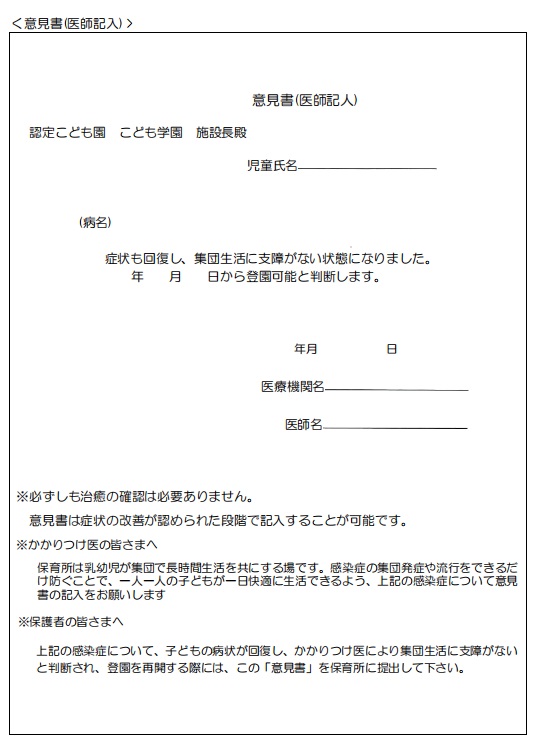 ＜意見書(医師記入)＞
意見書(医師記入)
認定こども園　こども学園　施設長殿
児童氏名
(病名)
症状も回復し、集団生活に支障がない状態になりました。
年　　月　　日から登園可能と判断します。
年月　　　　　日
医療機関名
医師名
※必ずしも治癒の確認は必要ありません。
意見書は症状の改善が認められた段階で記入することが可能です。
※かかりつけ医の皆さまへ
保育所は乳幼児が集団で長時間生活を共にする場です。感染症の集団発症や流行をできるだ
け防ぐことで、一人一人の子どもが一日快適に生活できるよう、上記の感染症について意見
書の記入をお願いします
※保護者の皆さまへ
上記の感染症について、子どもの病状が回復し、かかりつけ医により集団生活に支障がない
と判断され、登園を再開する際には、この「意見書」を保育所に提出して下さい。